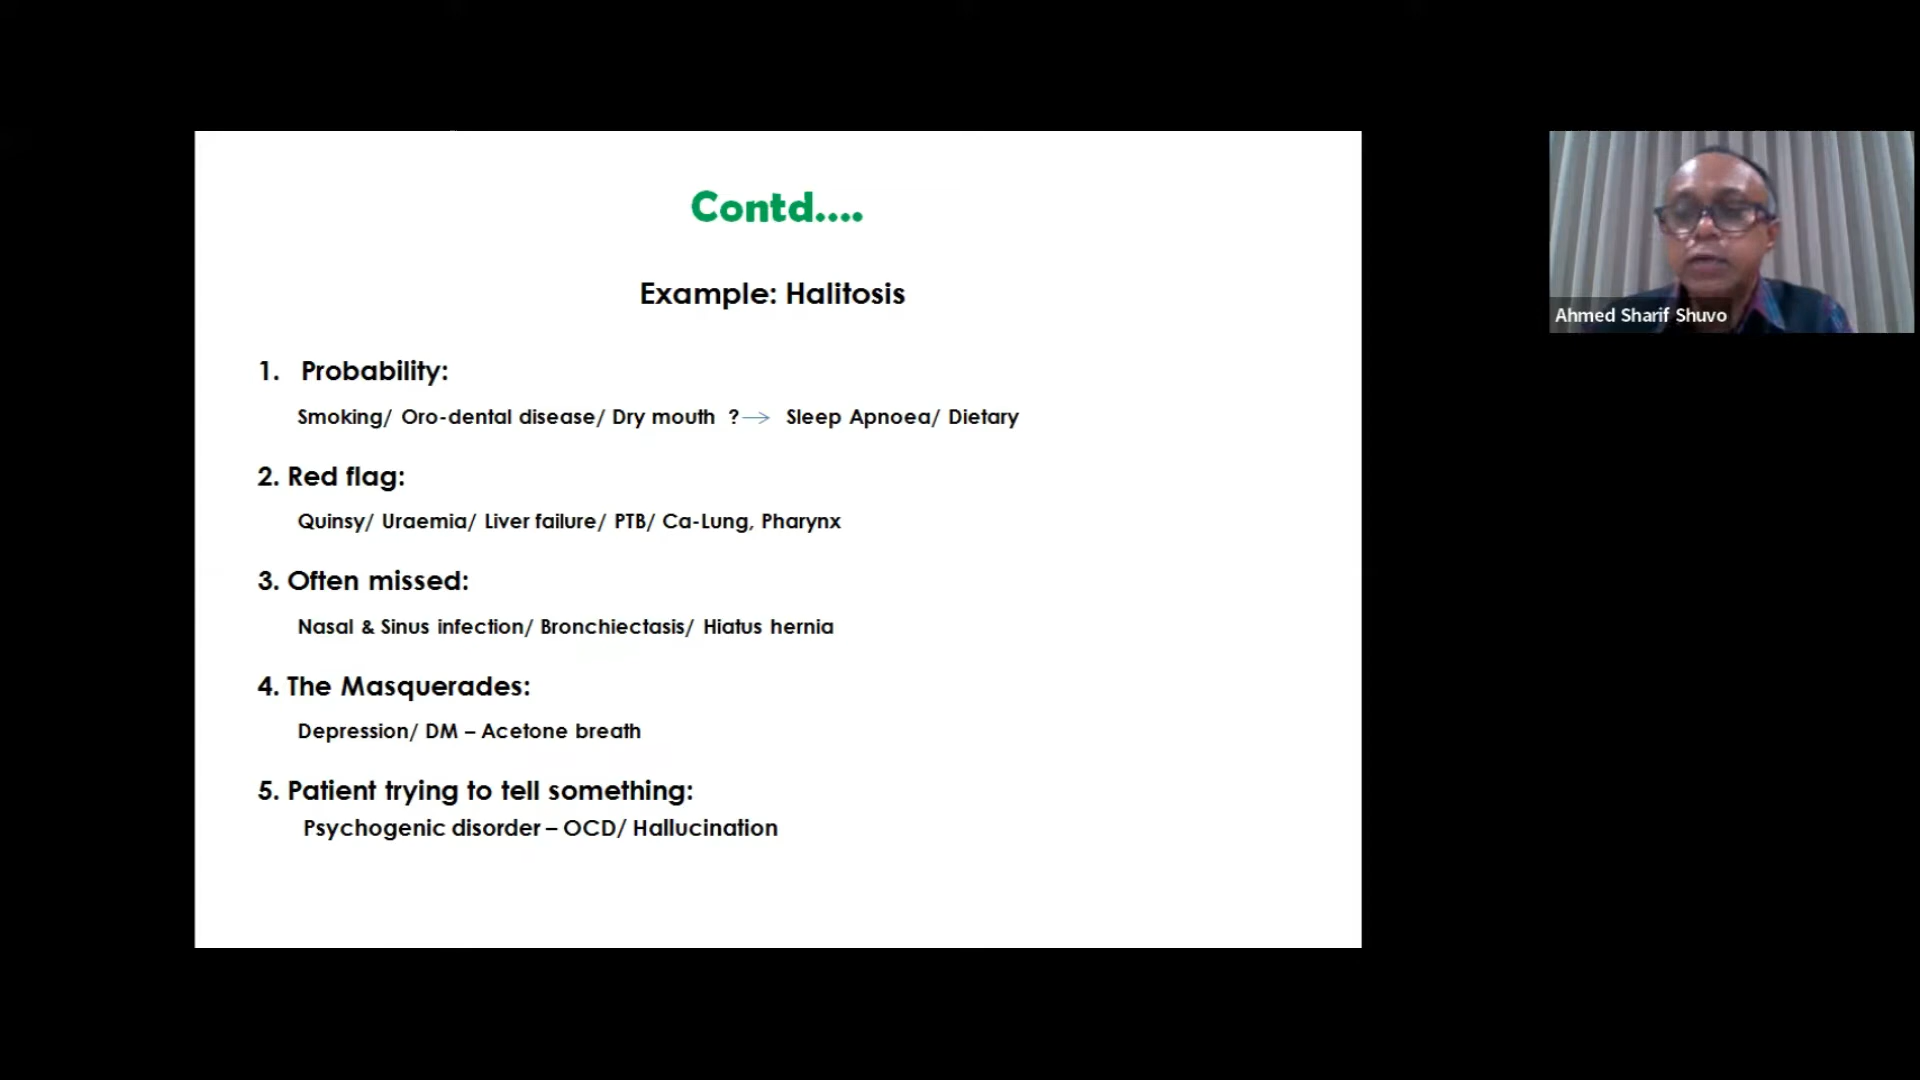 Contd....
Example: Halitosis
1. Probability:
Smoking/ Oro-dental disease/ Dry mouth ?→ Sleep Apnoea/ Dietary
2. Red flag:
Quinsy/ Uraemia/ Liver failure/ PTB/ Ca-Lung, Pharynx
3. Often missed:
Nasal & Sinus infection/ Bronchiectasis/ Hiatus hernia
4. The Masquerades:
Depression/ DM – Acetone breath
5. Patient trying to tell something:
Psychogenic disorder – OCD/ Hallucination
Ahmed Sharif Shuvo